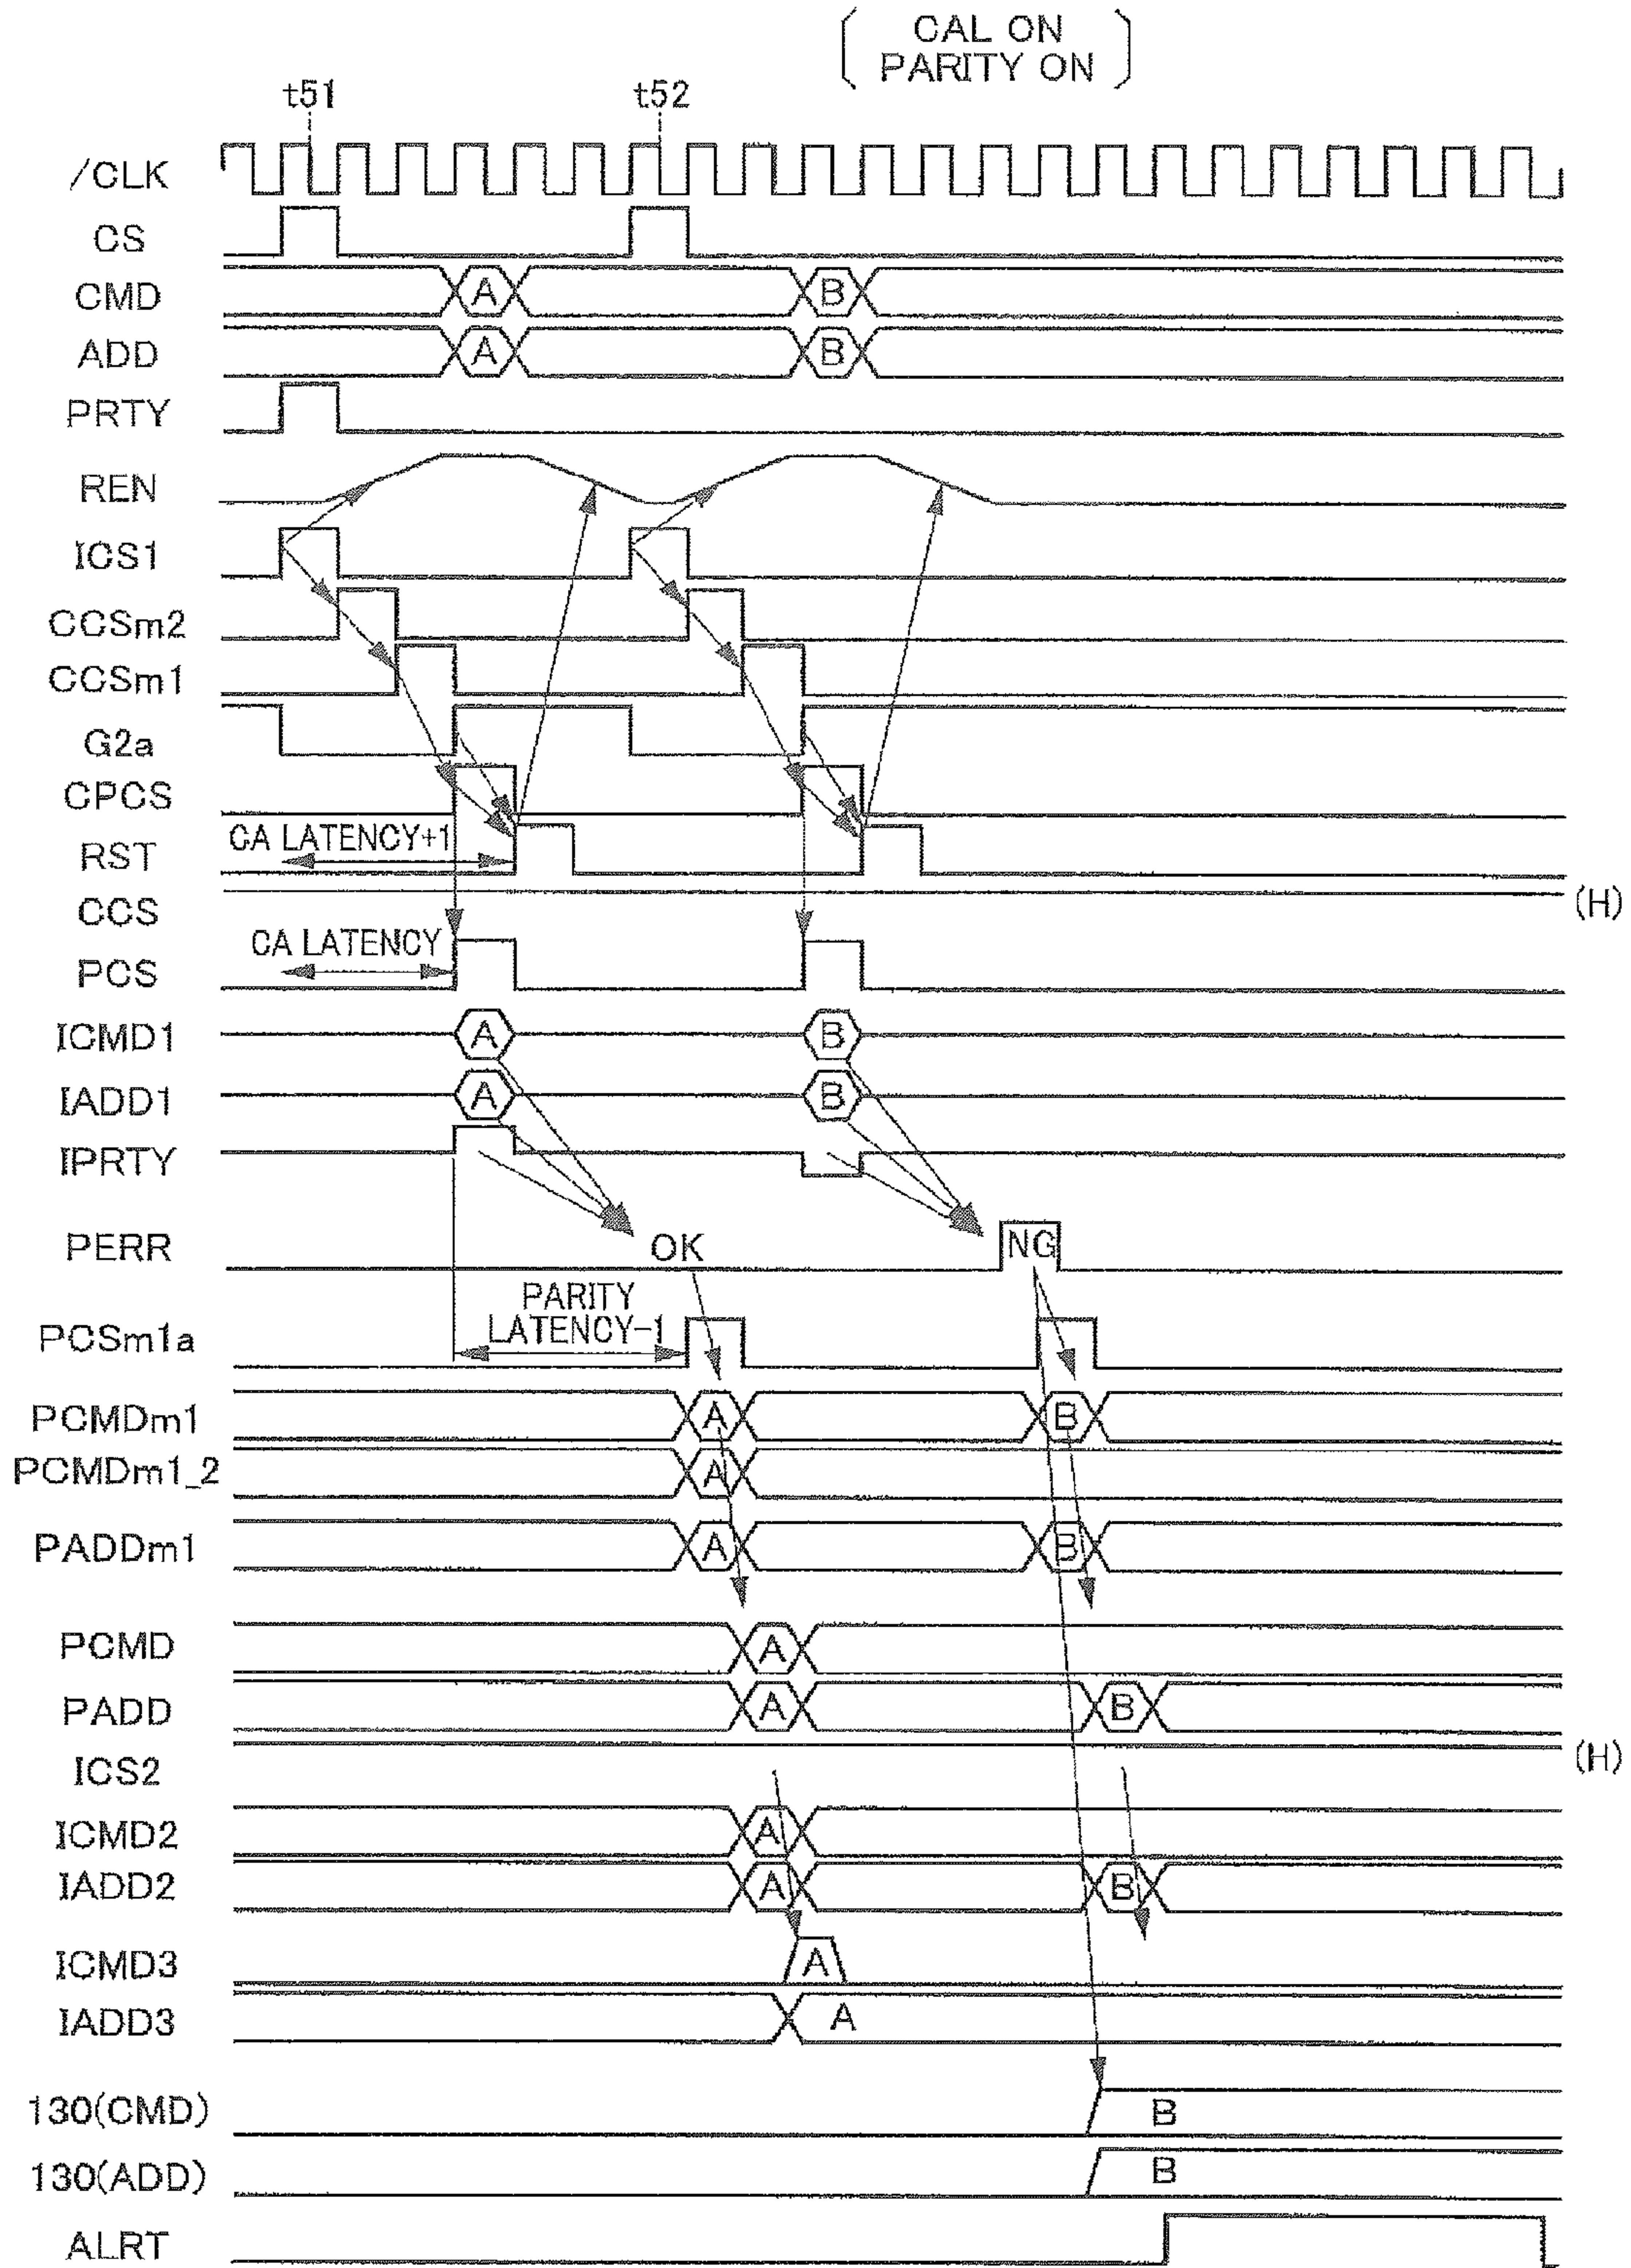 CAL ON
PARITY ON
t51
t52
/CLK
CS
CMD
A
B
ADD
A
B
PRTY
REN
ICS1
CCSm2
CCSm1
G2a
CPCS
CA LATENCY+1
RST
CCS
(H)
CA LATENCY
PCS
ICMD1
A
B
IADD1
A
B
IPRTY
PERR
OK
NG
PARITY
LATENCY-1
PCSm1a
PCMDm1
A
B
PCMDm1_2
A
PADDm1
A
B
PCMD
A
PADD
A
B
ICS2
(H)
ICMD2
A
IADD2
A
B
ICMD3
A
IADD3
A
130(CMD)
B
130(ADD)
B
ALRT